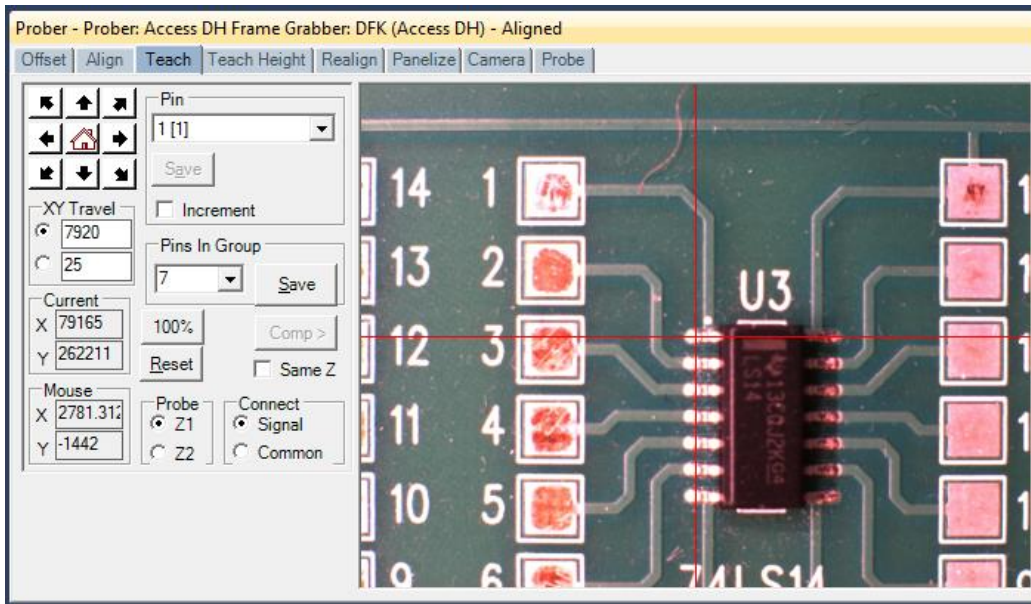 Prober - Prober: Access DH Frame Grabber: DFK (Access DH) - Aligned
Offset Align Teach Teach Height Realign Panelize Camera Probe
Pin
1 [1]
Save
Increment
XY Travel
7920
25
Pins In Group
7
Save
Current
X 79165
Y 262211
100%
Comp >
Reset
Same Z
Mouse
X 2781.312
Y -1442
Probe
Z1
Z2
Connect
Signal
Common
14 1
13 2
12 3
11 4
10 5
9 6
U3
LS14
74LS14